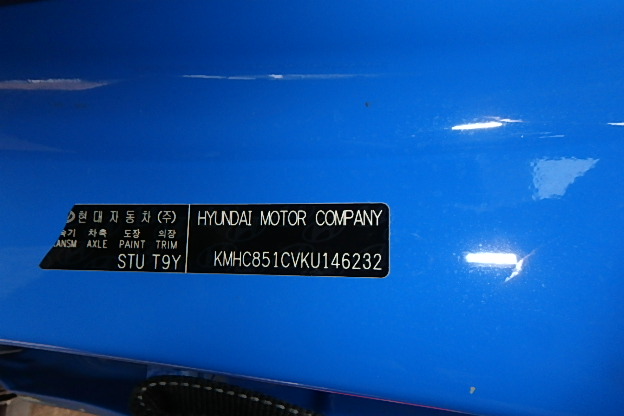 현대자동차(주)
속기 차축 도장 의장
ANSM AXLE PAINT TRIM
STU T9Y
HYUNDAI MOTOR COMPANY
KMHC851CVKU146232